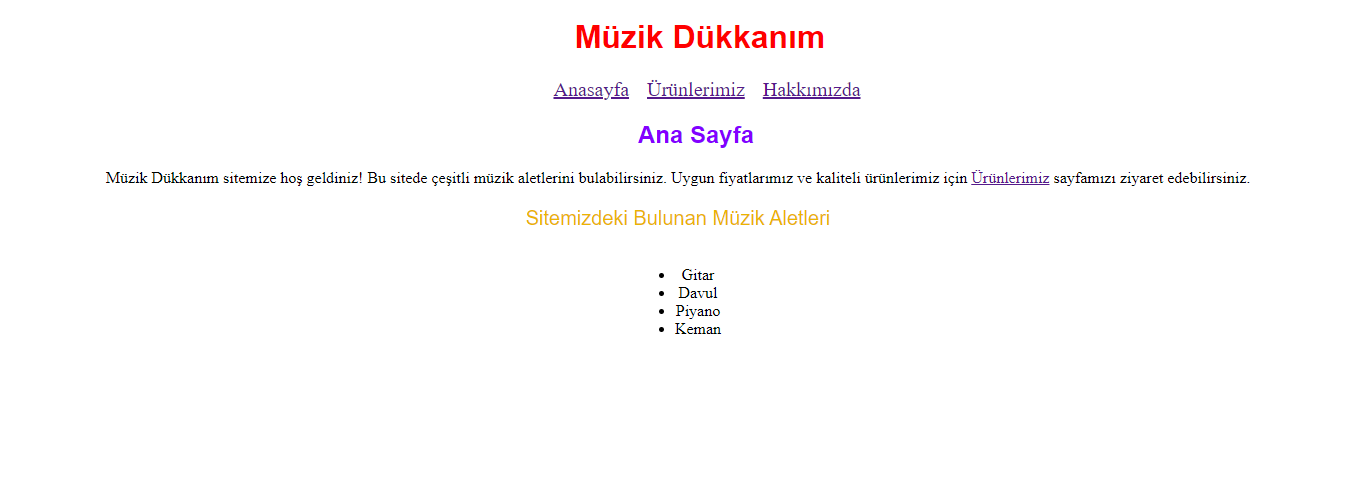 Müzik Dükkanım
Anasayfa Ürünlerimiz Hakkımızda
Ana Sayfa
Müzik Dükkanım sitemize hoş geldiniz! Bu sitede çeşitli müzik aletlerini bulabilirsiniz. Uygun fiyatlarımız ve kaliteli ürünlerimiz için Ürünlerimiz sayfamızı ziyaret edebilirsiniz.
Sitemizdeki Bulunan Müzik Aletleri
• Gitar
• Davul
• Piyano
• Keman